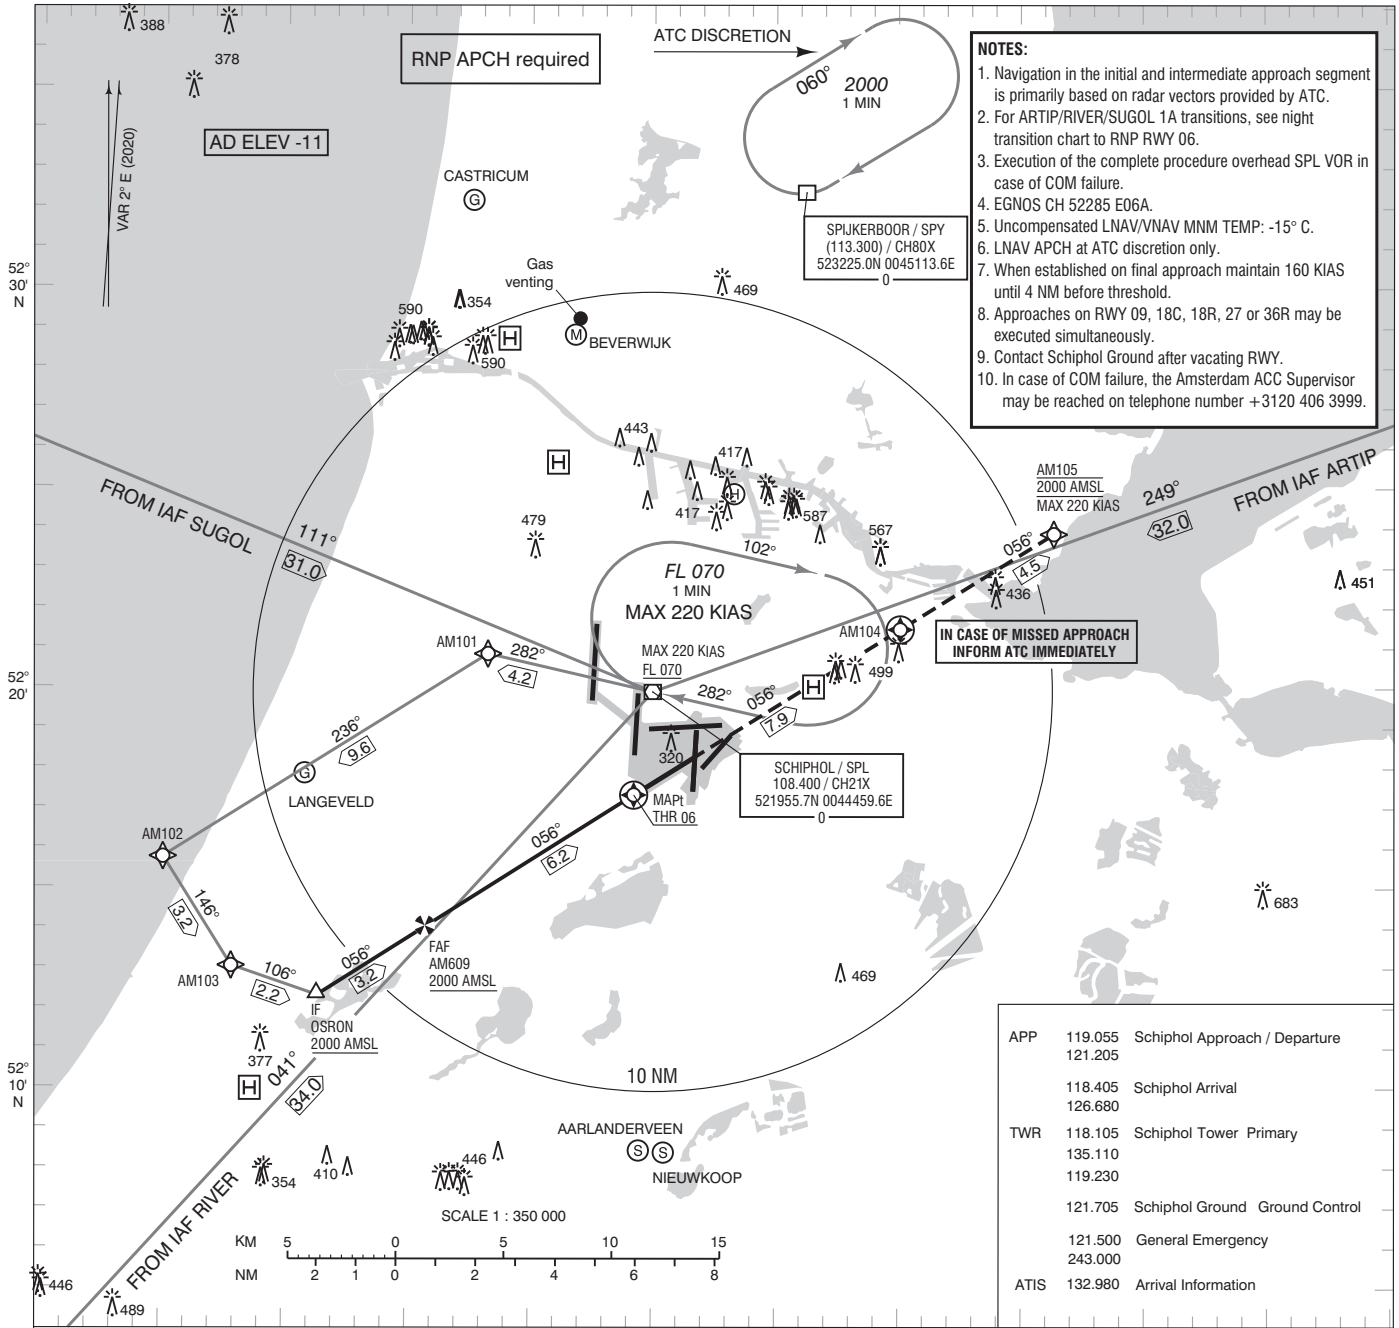 388
378
RNP APCH required
AD ELEV -11
VAR 2° E (2020)
ATC DISCRETION
060°
2000
1 MIN
NOTES:
1. Navigation in the initial and intermediate approach segment
is primarily based on radar vectors provided by ATC.
2. For ARTIP/RIVER/SUGOL 1A transitions, see night
transition chart to RNP RWY 06.
3. Execution of the complete procedure overhead SPL VOR in
case of COM failure.
4. EGNOS CH 52285 E06A.
5. Uncompensated LNAV/VNAV MNM TEMP: -15° C.
6. LNAV APCH at ATC discretion only.
7. When established on final approach maintain 160 KIAS
until 4 NM before threshold.
8. Approaches on RWY 09, 18C, 18R, 27 or 36R may be
executed simultaneously.
9. Contact Schiphol Ground after vacating RWY.
10. In case of COM failure, the Amsterdam ACC Supervisor
may be reached on telephone number +3120 406 3999.
CASTRICUM
G
SPIJKERBOOR / SPY
(113.300) / CH80X
523225.0N 0045113.6E
0
52°
30'
N
Gas
venting
354
469
590
H
M
BEVERWIJK
590
443
417
H
H
417
587
479
567
FROM IAF SUGOL
111°
31.0
AM105
2000 AMSL
MAX 220 KIAS
249°
32.0
FROM IAF ARTIP
056°
4.5
436
451
102°
FL 070
1 MIN
MAX 220 KIAS
AM104
IN CASE OF MISSED APPROACH
INFORM ATC IMMEDIATELY
499
H
AM101
282°
4.2
MAX 220 KIAS
FL 070
282°
056°
7.9
52°
20'
N
236°
9.6
G
LANGEVELD
320
SCHIPHOL / SPL
108.400 / CH21X
521955.7N 0044459.6E
0
MAPt
THR 06
AM102
056°
6.2
146°
3.2
683
FAF
AM609
2000 AMSL
056°
3.2
AM103
106°
2.2
469
IF
OSRON
2000 AMSL
377
041°
34.0
H
52°
10'
N
10 NM
AARLANDERVEEN
S
S
NIEUWKOOP
446
410
354
FROM IAF RIVER
446
489
SCALE 1 : 350 000
KM 5 0 5 10 15
NM 2 1 0 2 4 6 8
APP 119.055 Schiphol Approach / Departure
121.205
118.405 Schiphol Arrival
126.680
TWR 118.105 Schiphol Tower Primary
135.110
119.230
121.705 Schiphol Ground Ground Control
121.500 General Emergency
243.000
ATIS 132.980 Arrival Information